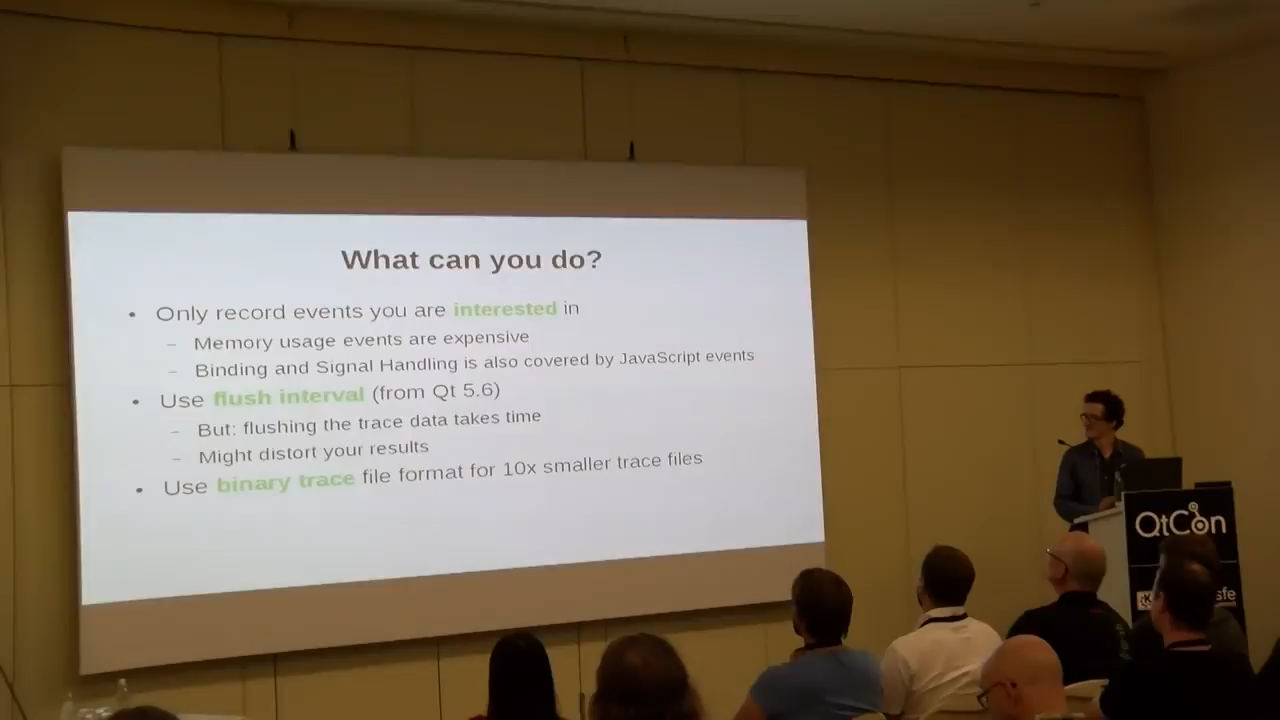 What can you do?
• Only record events you are interested in
– Memory usage events are expensive
– Binding and Signal Handling is also covered by JavaScript events
• Use flush interval (from Qt 5.6)
– But: flushing the trace data takes time
– Might distort your results
• Use binary trace file format for 10x smaller trace files
QtCon
sfe